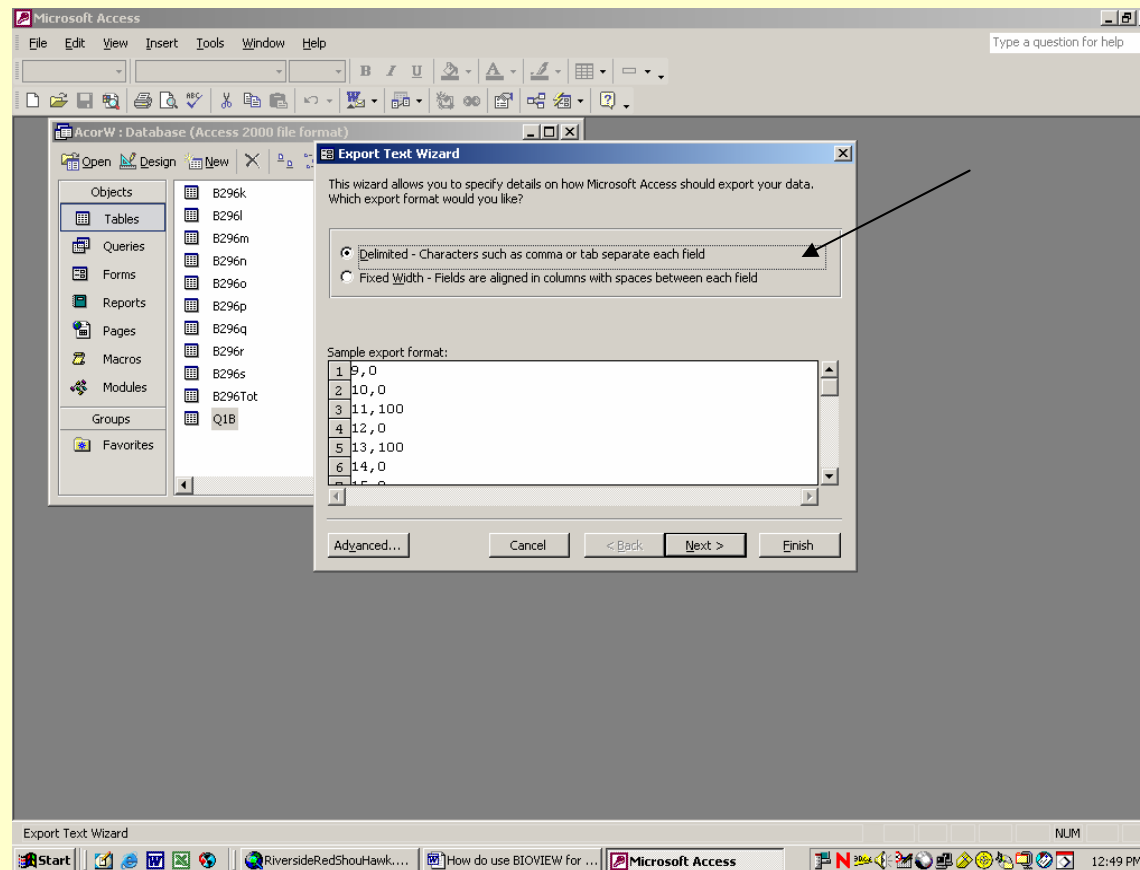 Microsoft Access
File Edit View Insert Tools Window Help
Type a question for help
B I U A
AcorW : Database (Access 2000 file format)
Open Design New
Objects
Tables
Queries
Forms
Reports
Pages
Macros
Modules
Groups
Favorites
B296k
B296l
B296m
B296n
B296o
B296p
B296q
B296r
B296s
B296Tot
Q1B
Export Text Wizard
This wizard allows you to specify details on how Microsoft Access should export your data.
Which export format would you like?
Delimited - Characters such as comma or tab separate each field
Fixed Width - Fields are aligned in columns with spaces between each field
Sample export format:
1 9,0
2 10,0
3 11,100
4 12,0
5 13,100
6 14,0
Advanced... Cancel < Back Next > Finish
Export Text Wizard NUM
Start RiversideRedShouHawk.... How do use BIOVIEW for ... Microsoft Access 12:49 PM